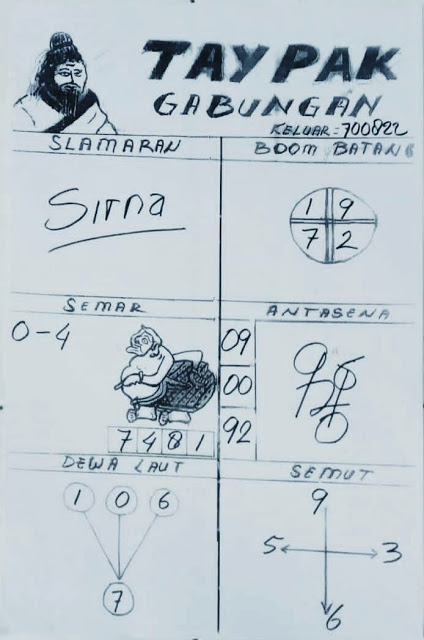 TAYPAK
GABUNGAN
KELUAR : 700822
SLAMARAN
BOOM BATANG
Sirna
1 9
7 2
SEMAR
ANTASENA
0-4
09
00
92
7 4 8 1
DEWA LAUT
SEMUT
1 0 6
7
9
5 3
6